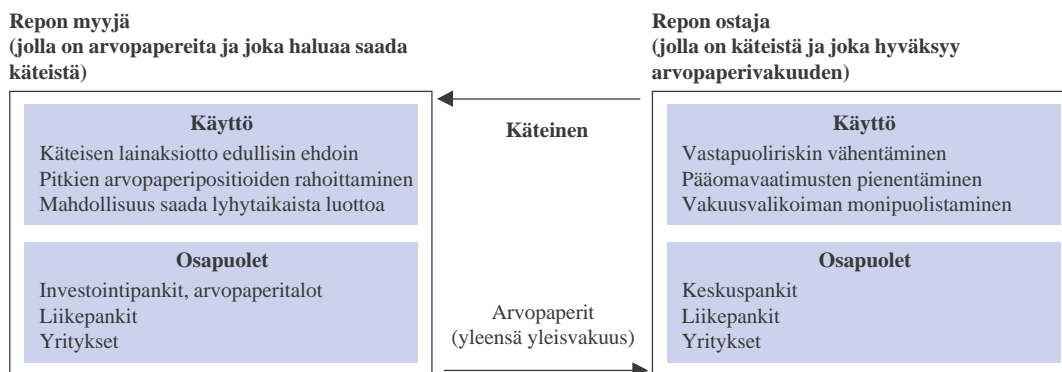 Repon myyjä
(jolla on arvopapereita ja joka haluaa saada
käteistä)
Käyttö
Käteisen lainaksiotto edullisin ehdoin
Pitkien arvopaperipositioiden rahoittaminen
Mahdollisuus saada lyhytaikaista luottoa
Osapuolet
Investointipankit, arvopaperitalot
Liikepankit
Yritykset
Käteinen
Arvopaperit
(yleensä yleisvakuus)
Repon ostaja
(jolla on käteistä ja joka hyväksyy
arvopaperivakuuden)
Käyttö
Vastapuoliriskin vähentäminen
Pääomavaatimusten pienentäminen
Vakuusvalikoiman monipuolistaminen
Osapuolet
Keskuspankit
Liikepankit
Yritykset